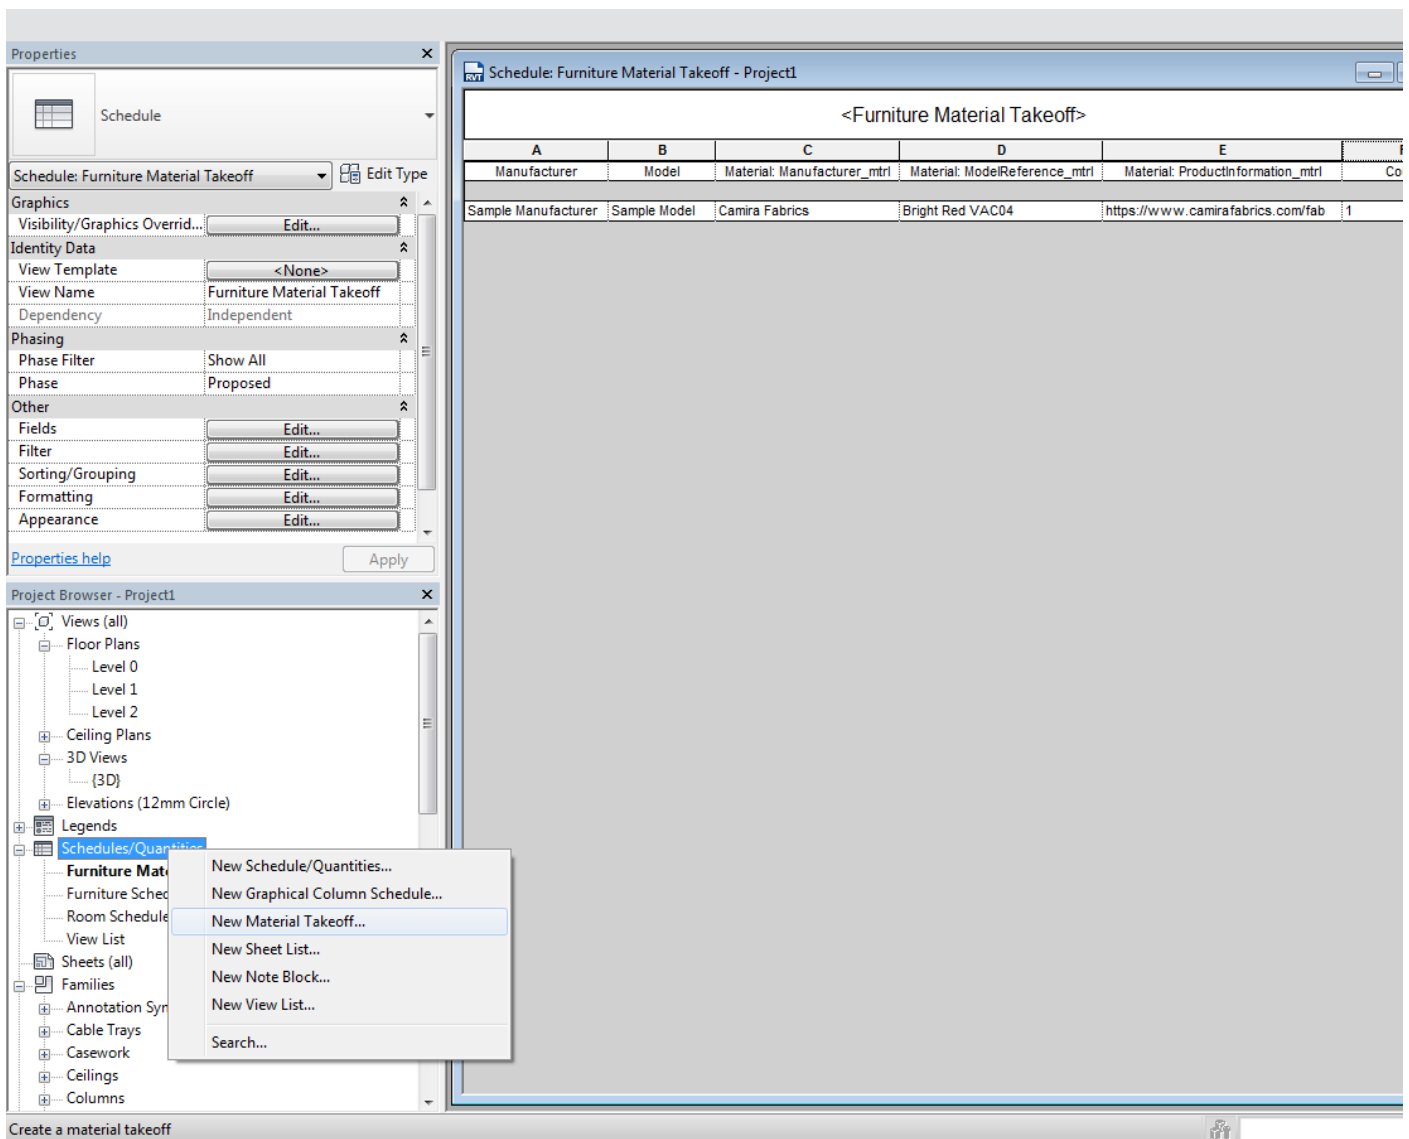 Properties
Schedule
Schedule: Furniture Material Takeoff
Edit Type
Graphics
Visibility/Graphics Overrid... Edit...
Identity Data
View Template <None>
View Name Furniture Material Takeoff
Dependency Independent
Phasing
Phase Filter Show All
Phase Proposed
Other
Fields Edit...
Filter Edit...
Sorting/Grouping Edit...
Formatting Edit...
Appearance Edit...
Properties help Apply
Project Browser - Project1
Views (all)
Floor Plans
Level 0
Level 1
Level 2
Ceiling Plans
3D Views
{3D}
Elevations (12mm Circle)
Legends
Schedules/Quantities
Furniture Mat
Furniture Sched
Room Schedule
View List
Sheets (all)
Families
Annotation Syn
Cable Trays
Casework
Ceilings
Columns
New Schedule/Quantities...
New Graphical Column Schedule...
New Material Takeoff...
New Sheet List...
New Note Block...
New View List...
Search...
RVT Schedule: Furniture Material Takeoff - Project1
<Furniture Material Takeoff>
A B C D E
Manufacturer Model Material: Manufacturer_mtrl Material: ModelReference_mtrl Material: ProductInformation_mtrl Co
Sample Manufacturer Sample Model Camira Fabrics Bright Red VAC04 https://www.camirafabrics.com/fab 1
Create a material takeoff